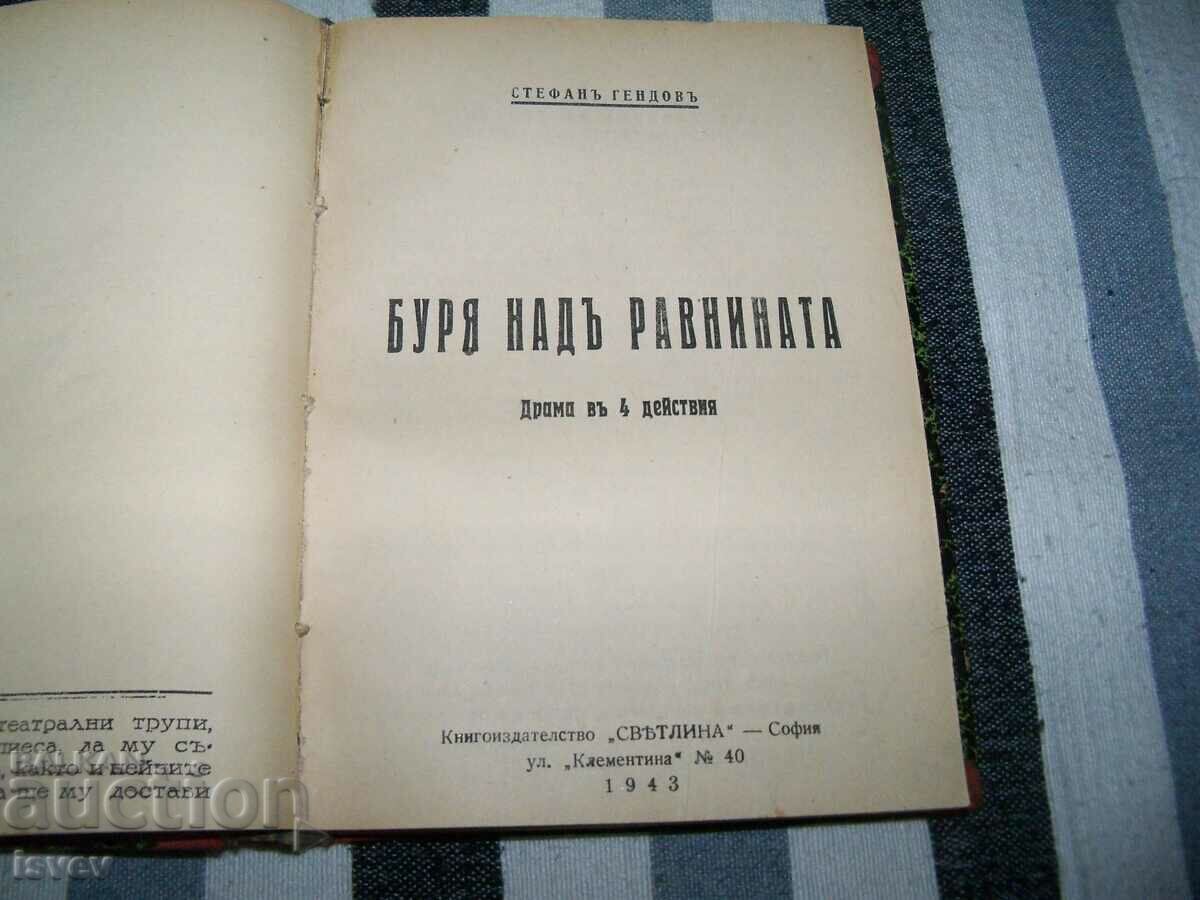 СТЕФАНЪ ГЕНДОВЪ
БУРЯ НАДЪ РАВНИНАТА
Драма въ 4 действия
Книгоиздателство „СВѢТЛИНА“ — София
ул. „Клементина“ № 40
1943
театрални трупи,
пиеса, да му съ-
, както и нейните
а ще му достави
BALKAN
auction
isvev